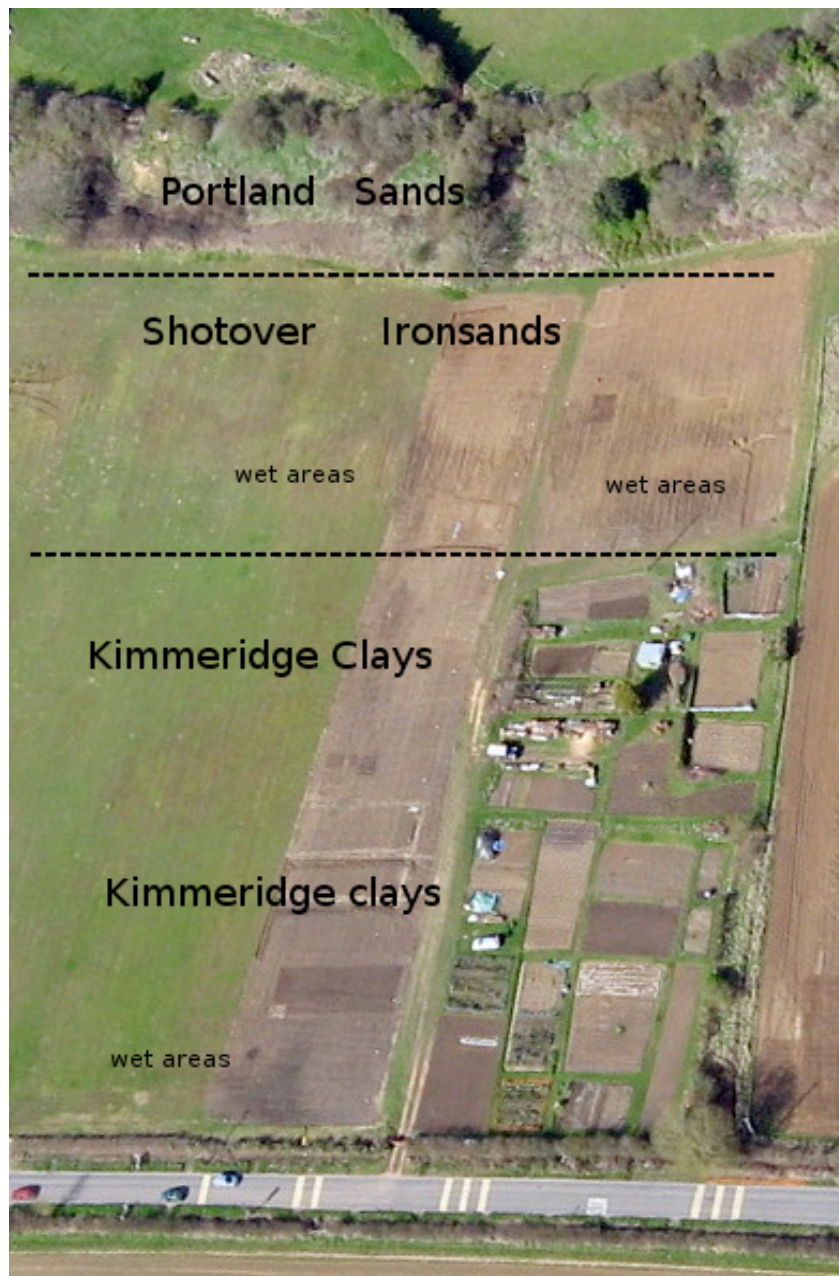 Portland Sands
Shotover Ironsands
wet areas
wet areas
Kimmeridge Clays
Kimmeridge clays
wet areas